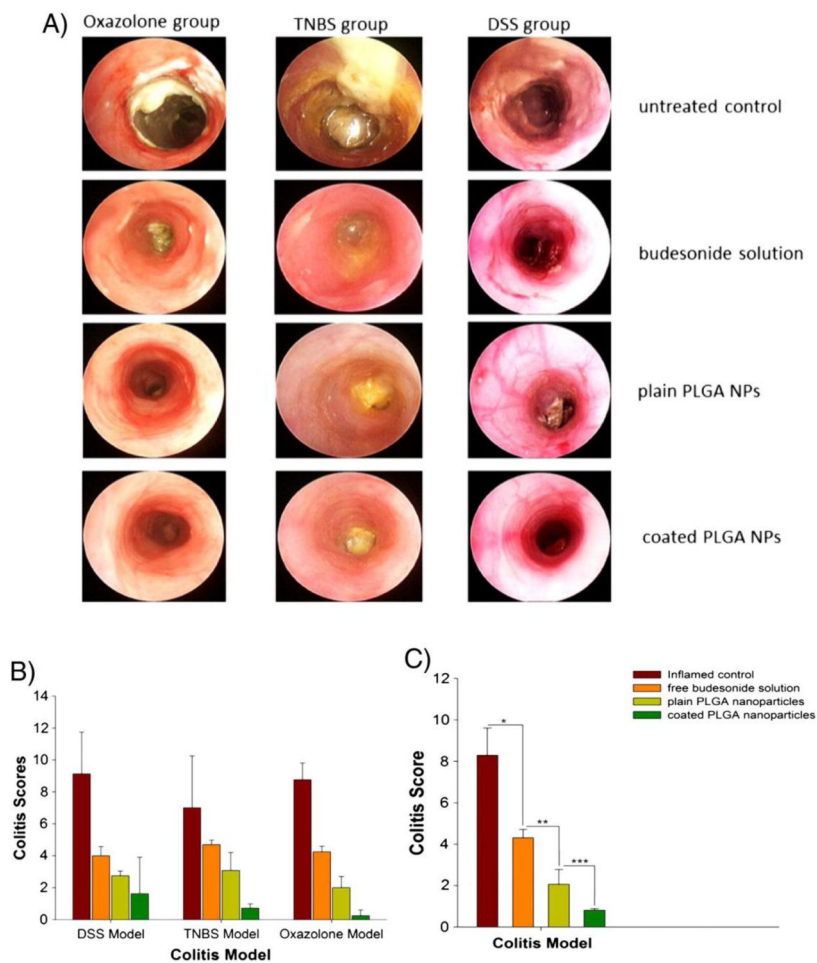 A)
Oxazolone group TNBS group DSS group
untreated control
budesonide solution
plain PLGA NPs
coated PLGA NPs
B)
14
12
10
8
6
4
2
0
Colitis Scores
DSS Model TNBS Model Oxazolone Model
Colitis Model
C)
Inflamed control
free budesonide solution
plain PLGA nanoparticles
coated PLGA nanoparticles
12
10
8
6
4
2
0
Colitis Score
*
**
***
Colitis Model